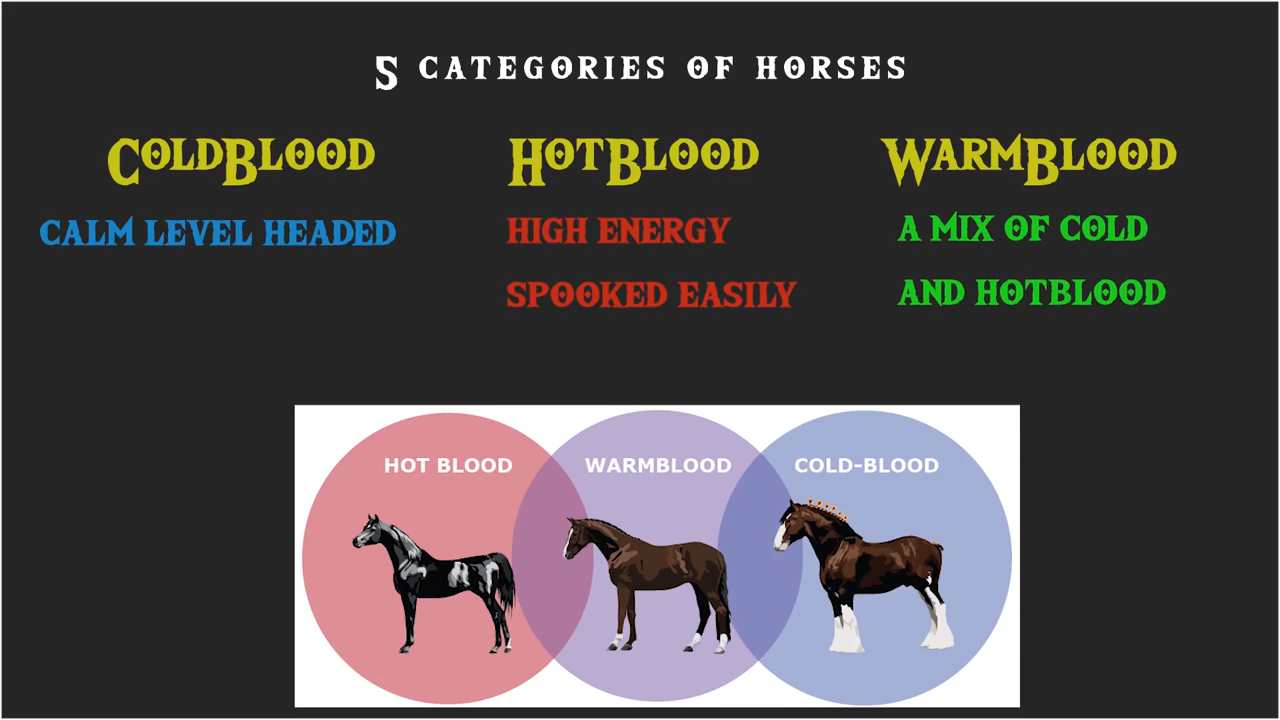 5 CATEGORIES OF HORSES
COLDBLOOD
HOTBLOOD
WARMBLOOD
CALM LEVEL HEADED
HIGH ENERGY
SPOOKED EASILY
A MIX OF COLD
AND HOTBLOOD
HOT BLOOD
WARMBLOOD
COLD-BLOOD